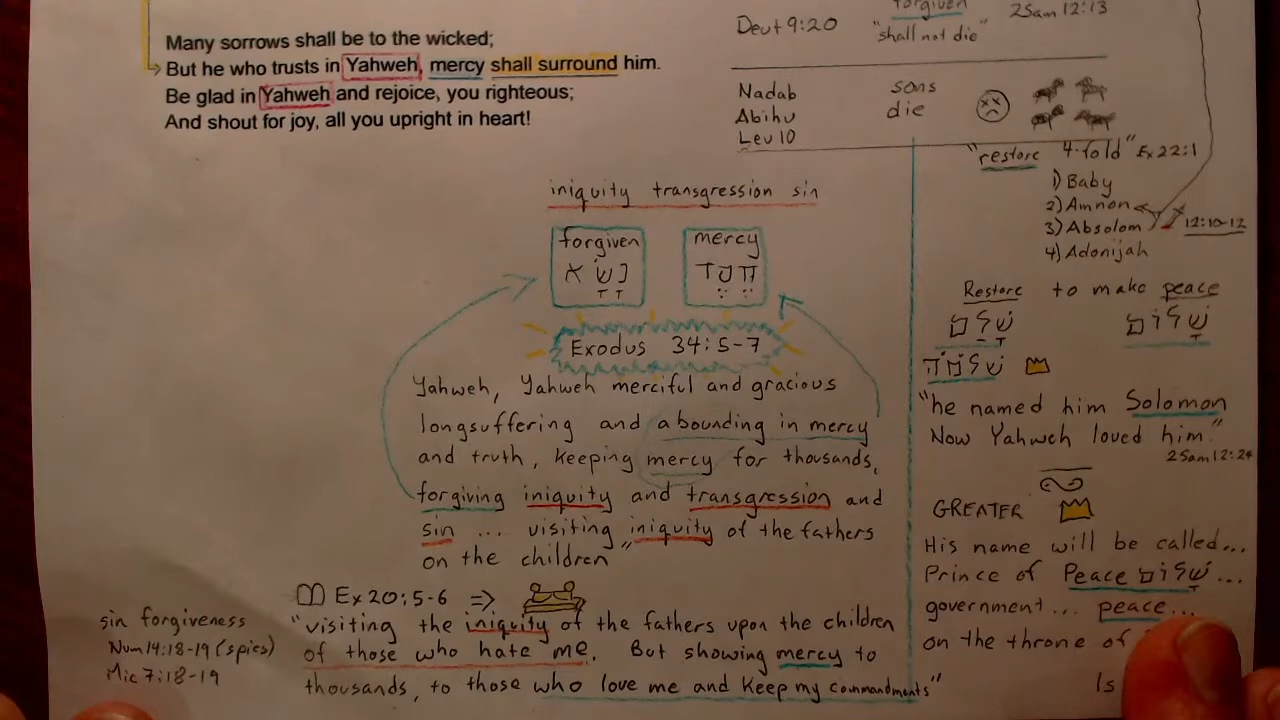 Many sorrows shall be to the wicked;
But he who trusts in Yahweh, mercy shall surround him.
Be glad in Yahweh and rejoice, you righteous;
And shout for joy, all you upright in heart!
Deut 9:20
forgiven
"shall not die"
2Sam 12:13
Nadab
Abihu
Lev 10
sons
die
"restore 4-fold" Ex 22:1
1) Baby
2) Amnon
3) Absolom
4) Adonijah
12:10-12
iniquity transgression sin
forgiven
נָשָׂא
mercy
חֶסֶד
Exodus 34:5-7
Yahweh, Yahweh merciful and gracious
longsuffering and a bounding in mercy
and truth, keeping mercy for thousands,
forgiving iniquity and transgression and
sin ... visiting iniquity of the fathers
on the children"
Ex 20:5-6 =>
"visiting the iniquity of the fathers upon the children
of those who hate me. But showing mercy to
thousands, to those who love me and keep my commandments"
sin forgiveness
Num 14:18-19 (spies)
Mic 7:18-19
Restore to make peace
שָׁלַם
שָׁלוֹם
שְׁלֹמֹה
"he named him Solomon
Now Yahweh loved him."
2Sam 12:24
GREATER
His name will be called...
Prince of Peace שָׁלוֹם ...
government... peace...
on the throne of
Is